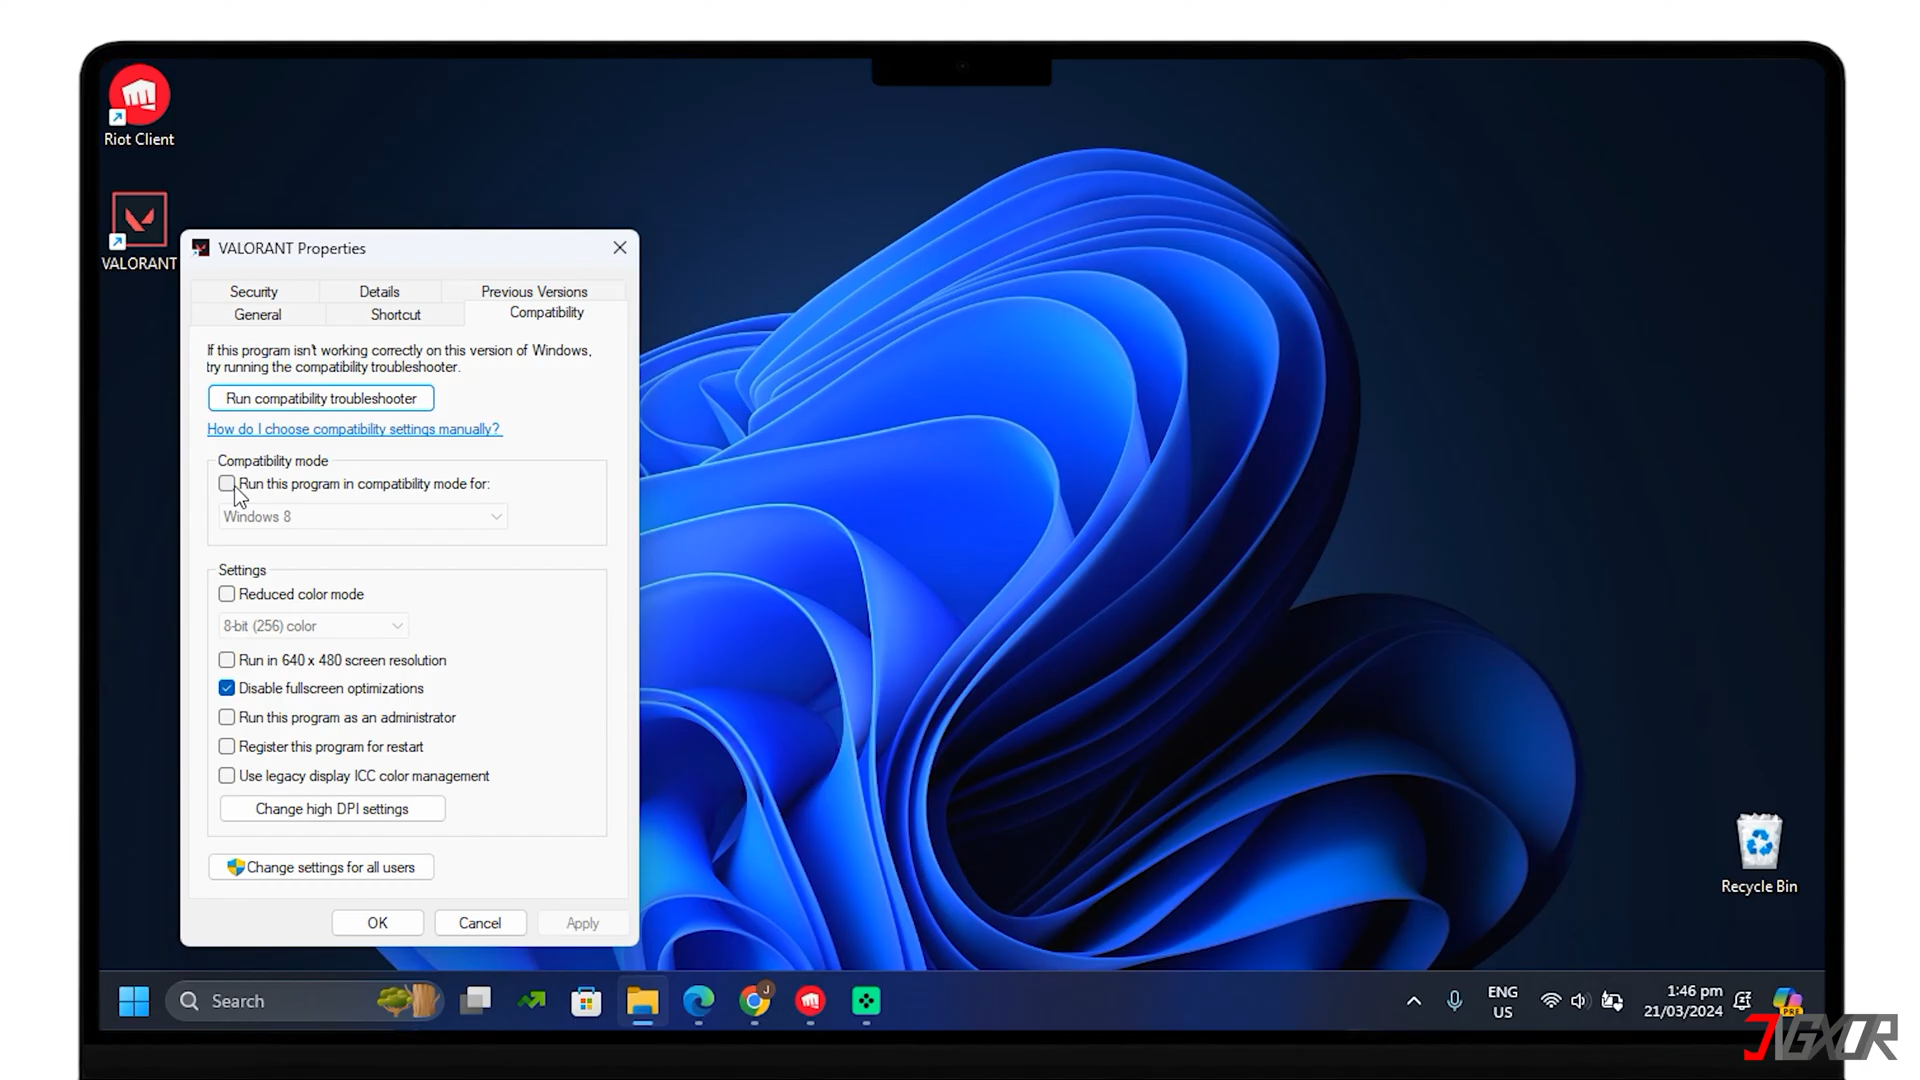 Riot Client
VALORANT
VALORANT Properties
Security
Details
Previous Versions
General
Shortcut
Compatibility
If this program isn't working correctly on this version of Windows,
try running the compatibility troubleshooter.
Run compatibility troubleshooter
How do I choose compatibility settings manually?
Compatibility mode
Run this program in compatibility mode for:
Windows 8
Settings
Reduced color mode
8-bit (256) color
Run in 640 x 480 screen resolution
Disable fullscreen optimizations
Run this program as an administrator
Register this program for restart
Use legacy display ICC color management
Change high DPI settings
Change settings for all users
OK
Cancel
Apply
Recycle Bin
Search
J
ENG
US
1:46 pm
21/03/2024
PRE
JGXOR